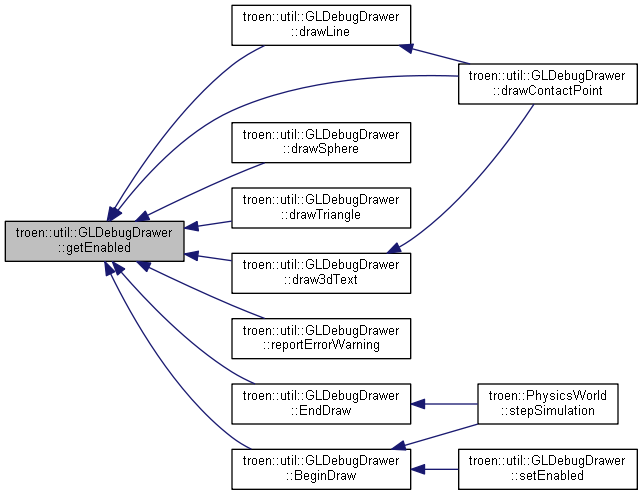 troen::util::GLDebugDrawer
::getEnabled
troen::util::GLDebugDrawer
::drawLine
troen::util::GLDebugDrawer
::drawContactPoint
troen::util::GLDebugDrawer
::drawSphere
troen::util::GLDebugDrawer
::drawTriangle
troen::util::GLDebugDrawer
::draw3dText
troen::util::GLDebugDrawer
::reportErrorWarning
troen::util::GLDebugDrawer
::EndDraw
troen::PhysicsWorld
::stepSimulation
troen::util::GLDebugDrawer
::BeginDraw
troen::util::GLDebugDrawer
::setEnabled